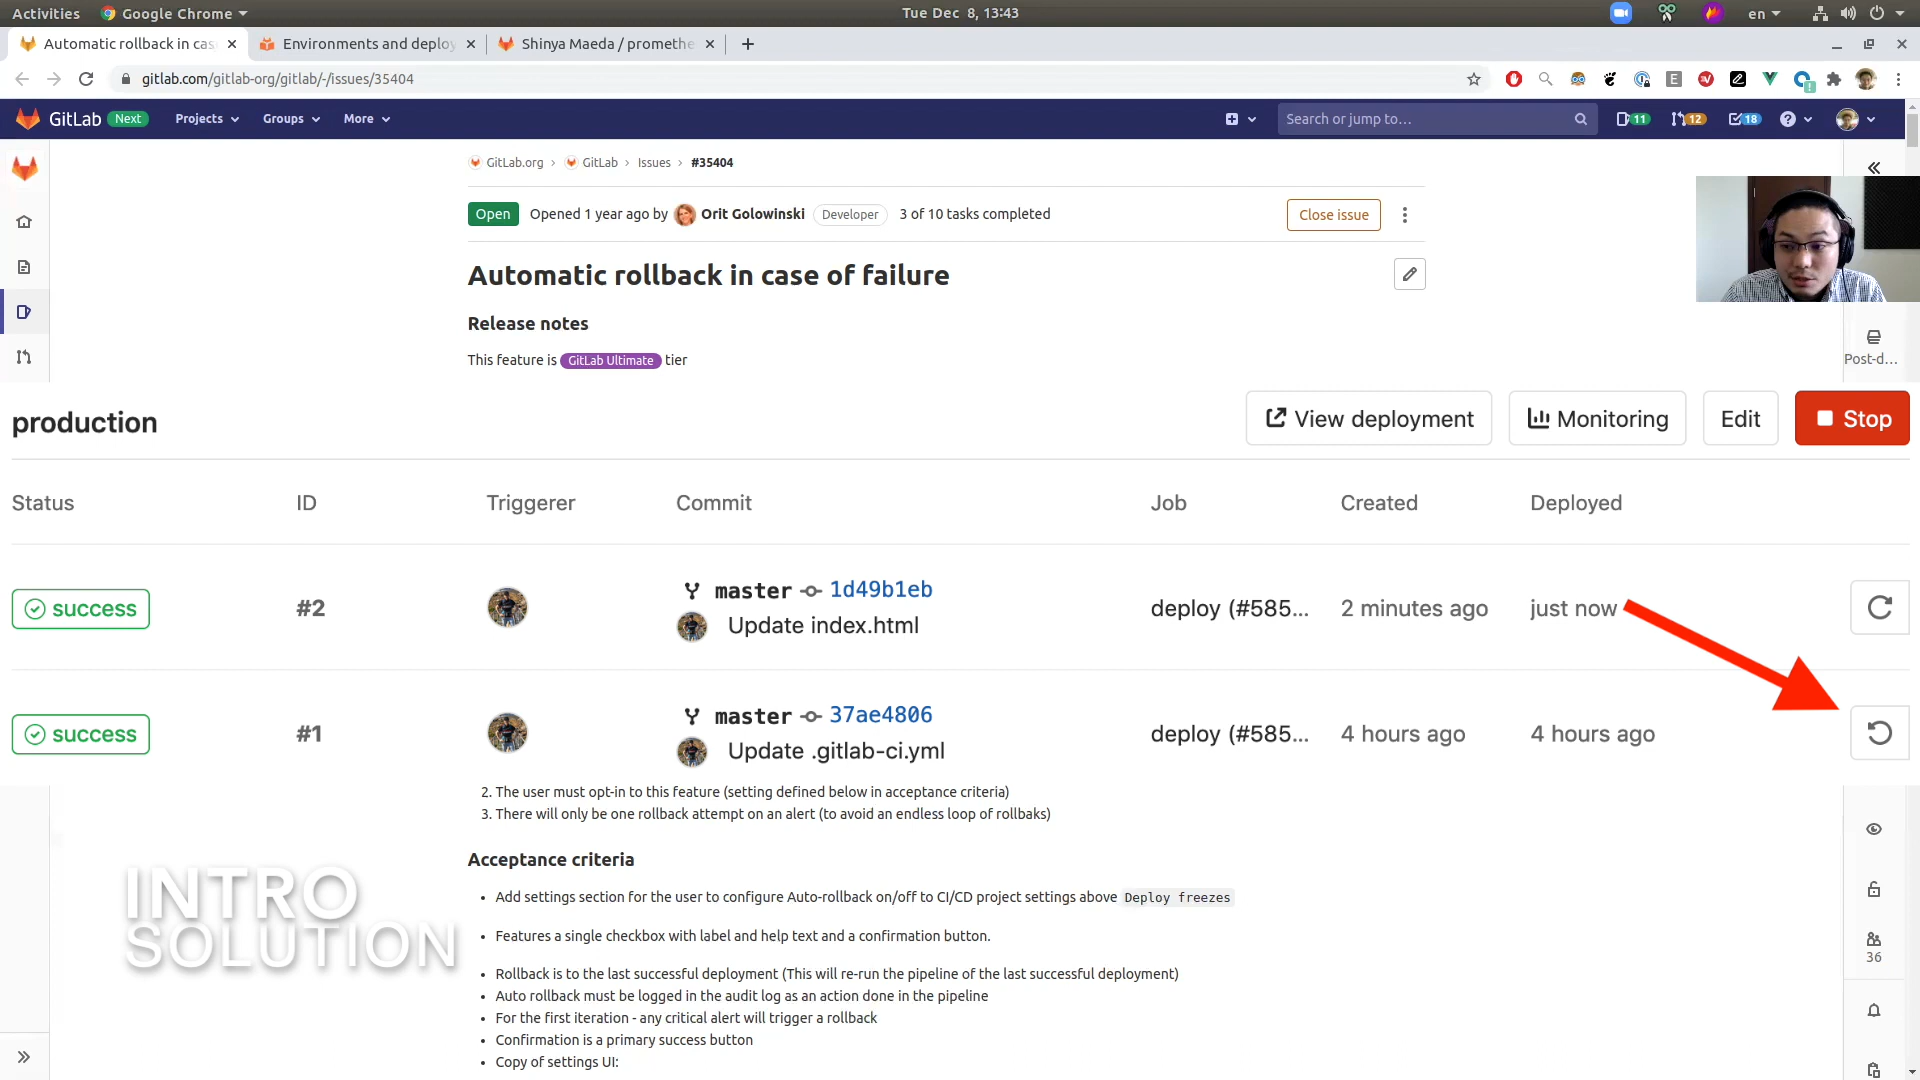 Activities Google Chrome Tue Dec 8, 13:43 en
Automatic rollback in cas Environments and deploy Shinya Maeda / promethe
gitlab.com/gitlab-org/gitlab/-/issues/35404
GitLab Next Projects Groups More Search or jump to... 11 12 18
GitLab.org > GitLab > Issues > #35404
Open Opened 1 year ago by Orit Golowinski Developer 3 of 10 tasks completed Close issue
Automatic rollback in case of failure
Release notes
This feature is GitLab Ultimate tier
Post-d...
production View deployment Monitoring Edit Stop
Status ID Triggerer Commit Job Created Deployed
success #2 master 1d49b1eb deploy (#585... 2 minutes ago just now
Update index.html
success #1 master 37ae4806 deploy (#585... 4 hours ago 4 hours ago
Update .gitlab-ci.yml
2. The user must opt-in to this feature (setting defined below in acceptance criteria)
3. There will only be one rollback attempt on an alert (to avoid an endless loop of rollbaks)
Acceptance criteria
• Add settings section for the user to configure Auto-rollback on/off to CI/CD project settings above Deploy freezes
• Features a single checkbox with label and help text and a confirmation button.
• Rollback is to the last successful deployment (This will re-run the pipeline of the last successful deployment)
• Auto rollback must be logged in the audit log as an action done in the pipeline
• For the first iteration - any critical alert will trigger a rollback
• Confirmation is a primary success button
• Copy of settings UI:
INTRO
SOLUTION
36